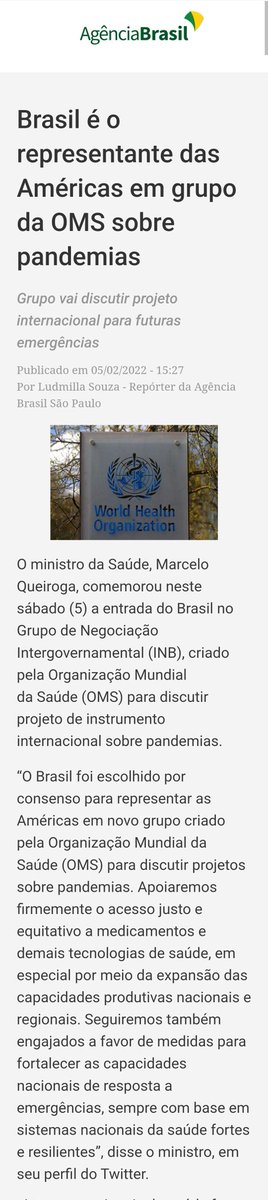 AgênciaBrasil
Brasil é o
representante das
Américas em grupo
da OMS sobre
pandemias
Grupo vai discutir projeto
internacional para futuras
emergências
Publicado em 05/02/2022 - 15:27
Por Ludmilla Souza - Repórter da Agência
Brasil São Paulo
World Health
Organization
O ministro da Saúde, Marcelo
Queiroga, comemorou neste
sábado (5) a entrada do Brasil no
Grupo de Negociação
Intergovernamental (INB), criado
pela Organização Mundial
da Saúde (OMS) para discutir
projeto de instrumento
internacional sobre pandemias.
“O Brasil foi escolhido por
consenso para representar as
Américas em novo grupo criado
pela Organização Mundial da
Saúde (OMS) para discutir projetos
sobre pandemias. Apoiaremos
firmemente o acesso justo e
equitativo a medicamentos e
demais tecnologias de saúde, em
especial por meio da expansão das
capacidades produtivas nacionais e
regionais. Seguiremos também
engajados a favor de medidas para
fortalecer as capacidades
nacionais de resposta a
emergências, sempre com base em
sistemas nacionais da saúde fortes
e resilientes”, disse o ministro, em
seu perfil do Twitter.